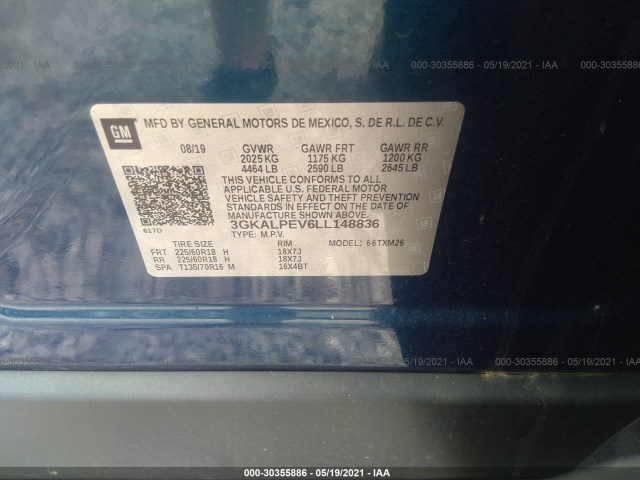 000-30355886 - 05/19/2021 - IAA
GM
MFD BY GENERAL MOTORS DE MEXICO, S. DE R.L. DE C.V.
08/19 GVWR GAWR FRT GAWR RR
2025 KG 1175 KG 1200 KG
4464 LB 2590 LB 2645 LB
THIS VEHICLE CONFORMS TO ALL
APPLICABLE U.S. FEDERAL MOTOR
VEHICLE SAFETY AND THEFT PREVENTION
STANDARDS IN EFFECT ON THE DATE OF
MANUFACTURE SHOWN ABOVE.
617D 3GKALPEV6LL148836
TYPE: M.P.V.
TIRE SIZE RIM MODEL: 66TXM26
FRT 225/60R18 H 18X7J
RR 225/60R18 H 18X7J
SPA T135/70R16 M 16X4BT
000-30355886 - 05/19/2021 - IAA
000-30355886 - 05/19/2021 - IAA